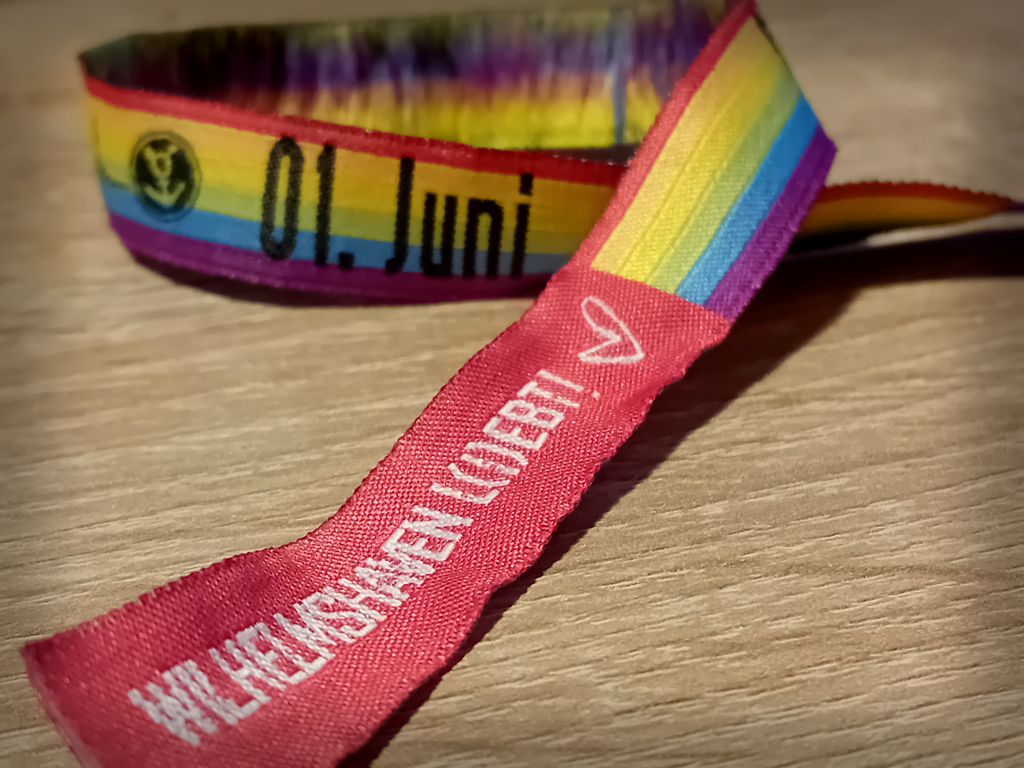 01. Juni
WILHELMSHAVEN L(I)EBT!